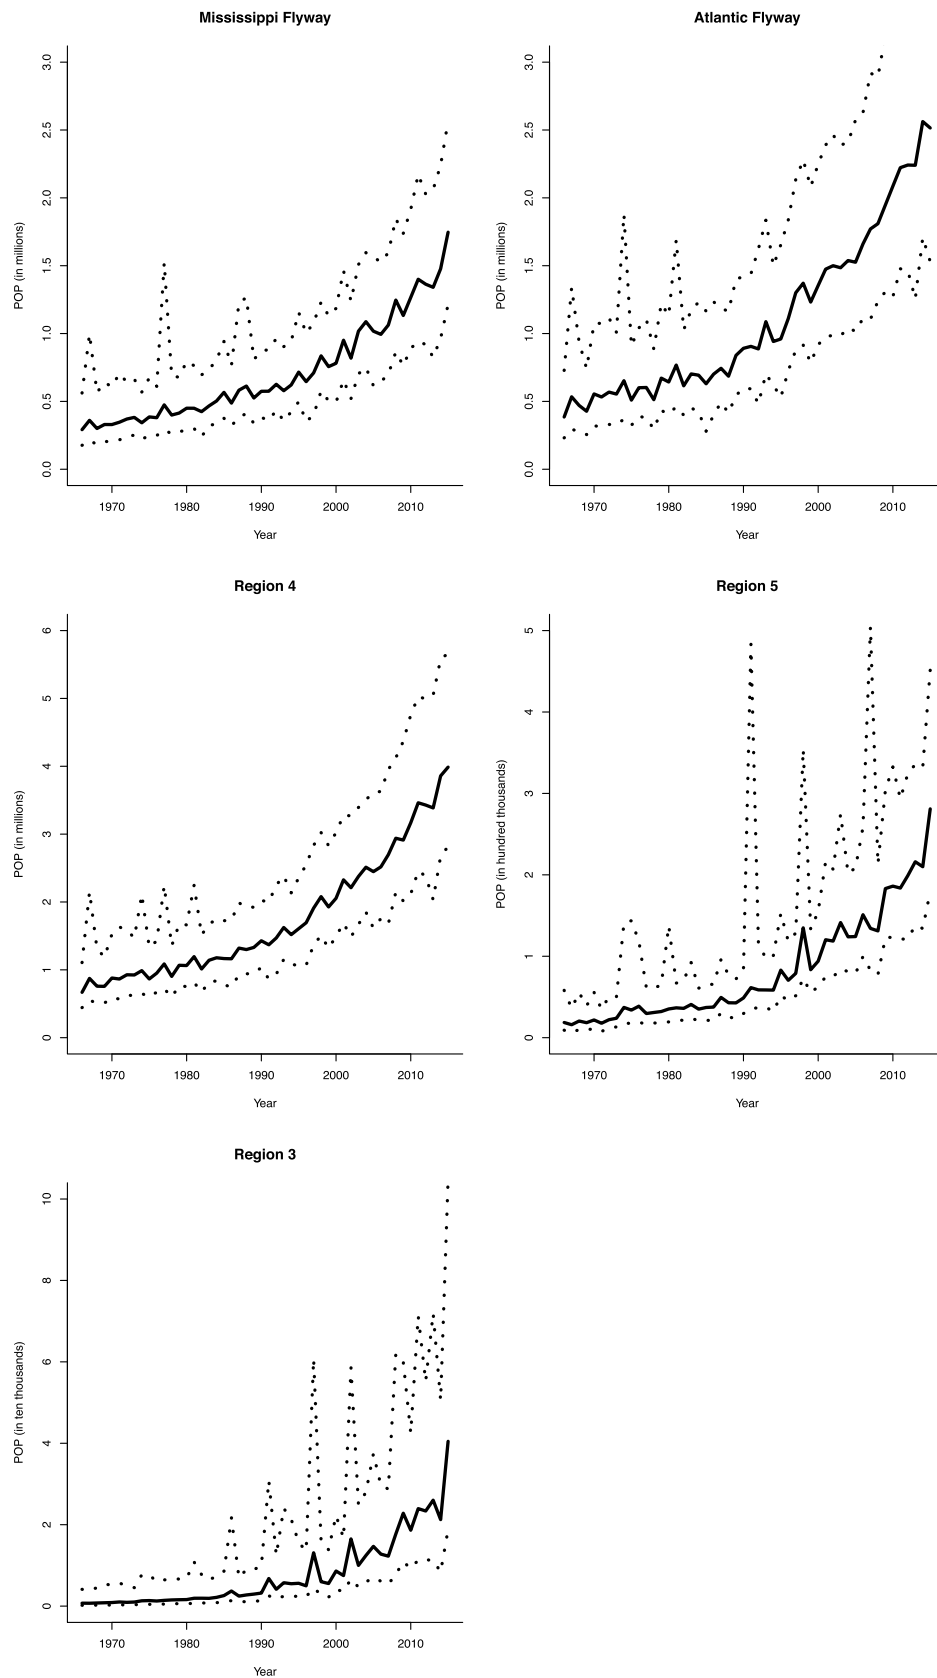 Mississippi Flyway
POP (in millions)
3.0
2.5
2.0
1.5
1.0
0.5
0.0
1970 1980 1990 2000 2010
Year
Atlantic Flyway
POP (in millions)
3.0
2.5
2.0
1.5
1.0
0.5
0.0
1970 1980 1990 2000 2010
Year
Region 4
POP (in millions)
6
5
4
3
2
1
0
1970 1980 1990 2000 2010
Year
Region 5
POP (in hundred thousands)
5
4
3
2
1
0
1970 1980 1990 2000 2010
Year
Region 3
POP (in ten thousands)
10
8
6
4
2
0
1970 1980 1990 2000 2010
Year